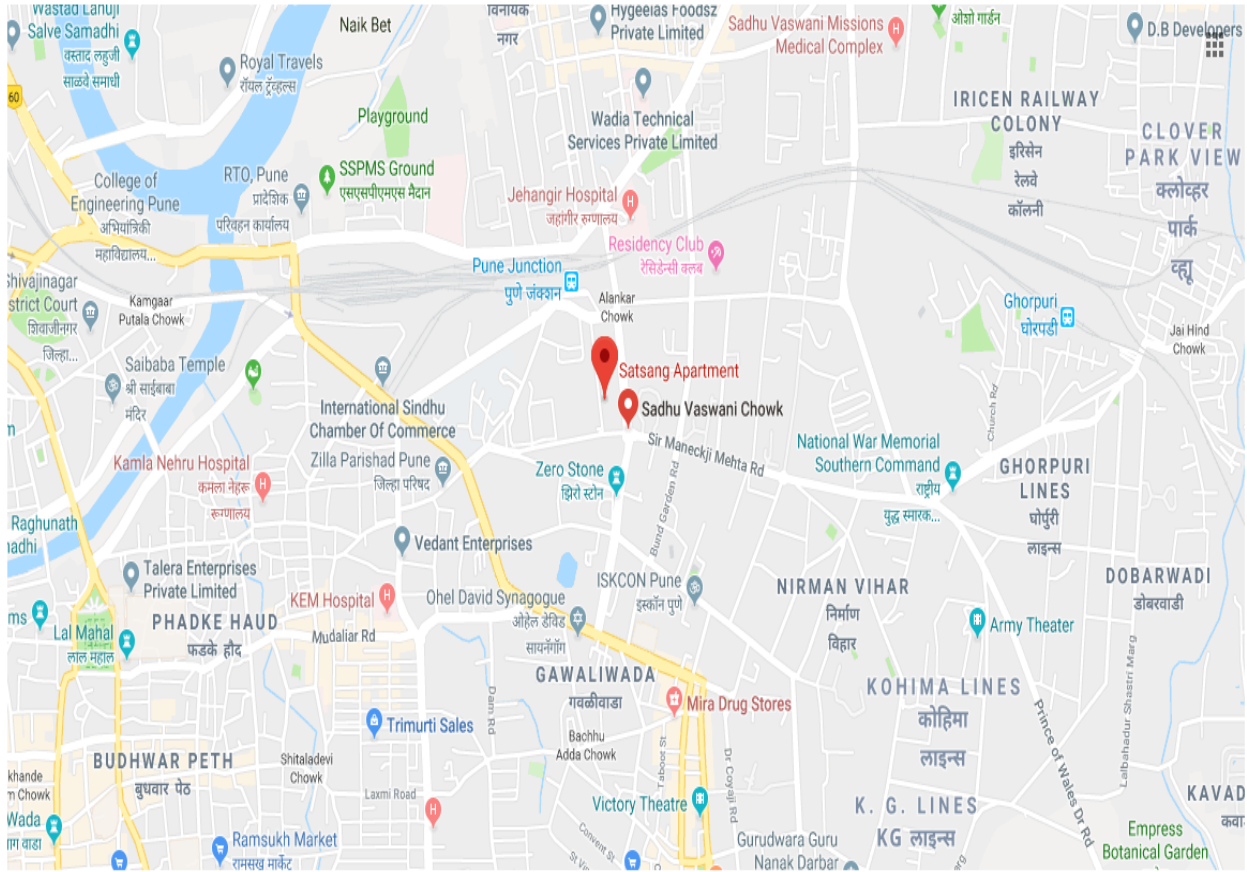 Wastad Lahuji
Salve Samadhi
वस्ताद लहुजी
साळवे समाधी
Naik Bet
विनायक
नगर
Hygeeias Foodsz
Private Limited
Sadhu Vaswani Missions
Medical Complex
ओशो गार्डन
D.B Developers
60
Royal Travels
रॉयल ट्रॅव्हल्स
Playground
Wadia Technical
Services Private Limited
IRICEN RAILWAY
COLONY
इरिसेन
रेलवे
कॉलनी
CLOVER
PARK VIEW
क्लोव्हर
पार्क
व्ह्यू
College of
Engineering Pune
अभियांत्रिकी
महाविद्यालय...
RTO, Pune
प्रादेशिक
परिवहन कार्यालय
SSPMS Ground
एसएसपीएमएस मैदान
Jehangir Hospital
जहांगीर रुग्णालय
Residency Club
रेसिडेन्सी क्लब
Pune Junction
पुणे जंक्शन
Alankar
Chowk
Ghorpuri
घोरपडी
Jai Hind
Chowk
Shivajinagar
strict Court
शिवाजीनगर
जिल्हा...
Kamgaar
Putala Chowk
Saibaba Temple
श्री साईबाबा
मंदिर
International Sindhu
Chamber Of Commerce
Satsang Apartment
Sadhu Vaswani Chowk
Church Rd
Sir Maneckji Mehta Rd
National War Memorial
Southern Command
राष्ट्रीय
युद्ध स्मारक...
Kamla Nehru Hospital
कमला नेहरू
रूग्णालय
Zilla Parishad Pune
जिल्हा परिषद
Zero Stone
झिरो स्टोन
Bund Garden Rd
GHORPURI
LINES
घोर्पुरी
लाइन्स
Raghunath
Vedant Enterprises
Talera Enterprises
Private Limited
KEM Hospital
Ohel David Synagogue
ओहेल डेविड
सायनॅगॉग
ISKCON Pune
इस्कॉन पुणे
NIRMAN VIHAR
निर्माण
विहार
DOBARWADI
डोबरवाडी
Lal Mahal
लाल महाल
PHADKE HAUD
फडके हौद
Mudaliar Rd
Army Theater
GAWALIWADA
गवळीवाडा
Mira Drug Stores
KOHIMA LINES
कोहिमा
लाइन्स
Lalbahadur Shastri Marg
Prince of Wales Dr Rd
Dam Rd
Trimurti Sales
Bachhu
Adda Chowk
Taboot St
Dr Coyaji Rd
BUDHWAR PETH
बुधवार पेठ
Shitaladevi
Chowk
Laxmi Road
Victory Theatre
K. G. LINES
KG लाइन्स
KAVAD
कवा
khande
m Chowk
Wada
ाग वाडा
Ramsukh Market
रामसुख मार्केट
Convent St
Gurudwara Guru
Nanak Darbar
Empress
Botanical Garden